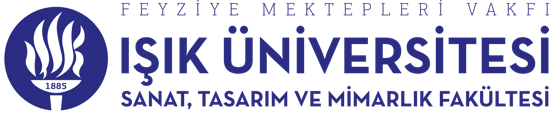 FEYZİYE MEKTEPLERİ VAKFI
IŞIK ÜNİVERSİTESİ
SANAT, TASARIM VE MİMARLIK FAKÜLTESİ
1885